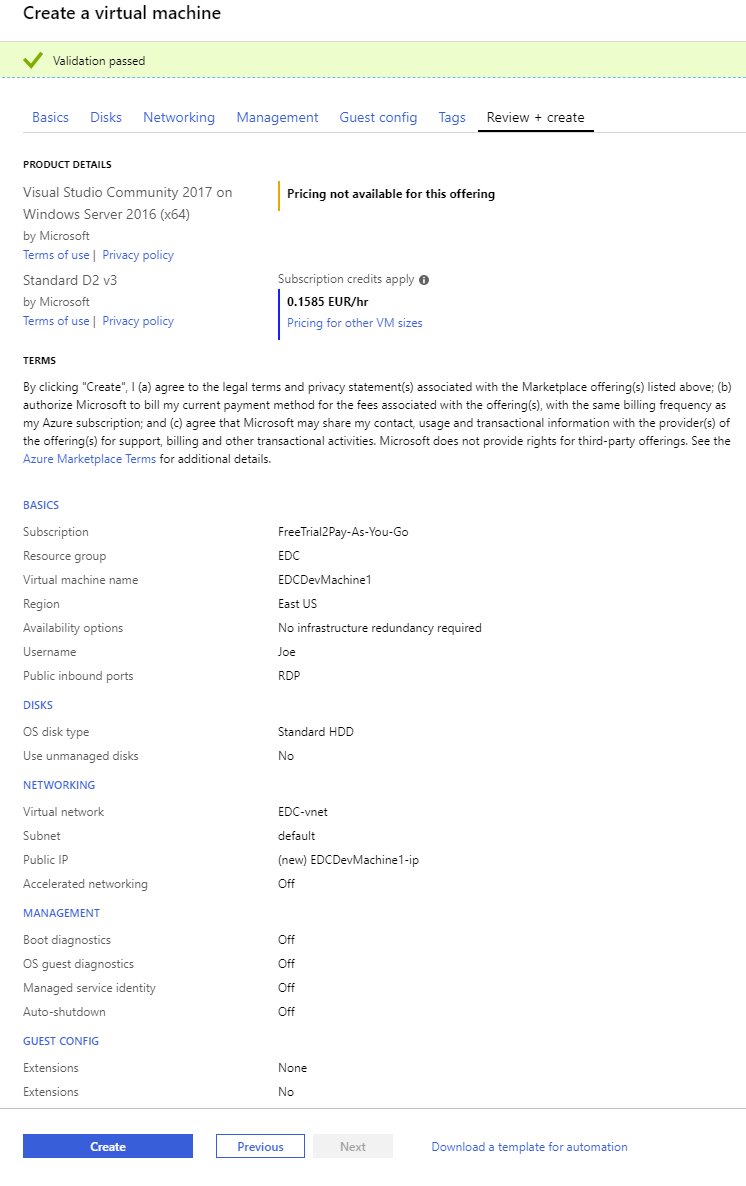 Create a virtual machine
Validation passed
Basics Disks Networking Management Guest config Tags Review + create
PRODUCT DETAILS
Visual Studio Community 2017 on
Windows Server 2016 (x64)
by Microsoft
Terms of use | Privacy policy
Pricing not available for this offering
Standard D2 v3
by Microsoft
Terms of use | Privacy policy
Subscription credits apply
0.1585 EUR/hr
Pricing for other VM sizes
TERMS
By clicking "Create", I (a) agree to the legal terms and privacy statement(s) associated with the Marketplace offering(s) listed above; (b)
authorize Microsoft to bill my current payment method for the fees associated with the offering(s), with the same billing frequency as
my Azure subscription; and (c) agree that Microsoft may share my contact, usage and transactional information with the provider(s) of
the offering(s) for support, billing and other transactional activities. Microsoft does not provide rights for third-party offerings. See the
Azure Marketplace Terms for additional details.
BASICS
Subscription FreeTrial2Pay-As-You-Go
Resource group EDC
Virtual machine name EDCDevMachine1
Region East US
Availability options No infrastructure redundancy required
Username Joe
Public inbound ports RDP
DISKS
OS disk type Standard HDD
Use unmanaged disks No
NETWORKING
Virtual network EDC-vnet
Subnet default
Public IP (new) EDCDevMachine1-ip
Accelerated networking Off
MANAGEMENT
Boot diagnostics Off
OS guest diagnostics Off
Managed service identity Off
Auto-shutdown Off
GUEST CONFIG
Extensions None
Extensions No
Create Previous Next Download a template for automation